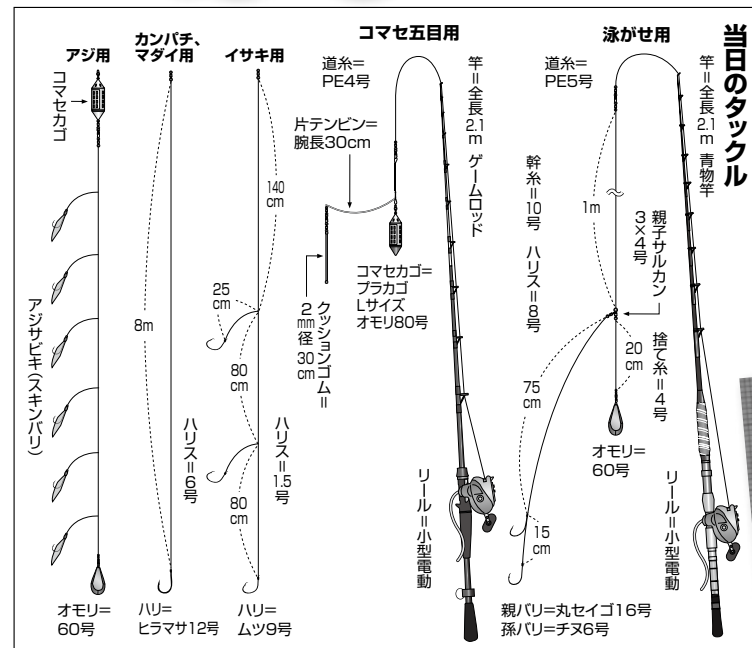 当日のタックル
泳がせ用
竿＝全長2.1m 青物竿
道糸＝
PE5号
1m
親子サルカン
3×4号
幹糸＝10号 ハリス＝8号
捨て糸＝4号
20
cm
75
cm
オモリ＝
60号
15
cm
リール＝小型電動
親バリ＝丸セイゴ16号
孫バリ＝チヌ6号
コマセ五目用
竿＝全長2.1m ゲームロッド
道糸＝
PE4号
片テンビン＝
腕長30cm
コマセカゴ＝
プラカゴ
Lサイズ
オモリ80号
クッションゴム＝
2mm径30cm
リール＝小型電動
イサキ用
140
cm
25
cm
80
cm
80
cm
ハリス＝1.5号
ハリ＝
ムツ9号
カンパチ、
マダイ用
8m
ハリス＝6号
ハリ＝
ヒラマサ12号
アジ用
コマセカゴ
アジサビキ（スキンバリ）
オモリ＝
60号